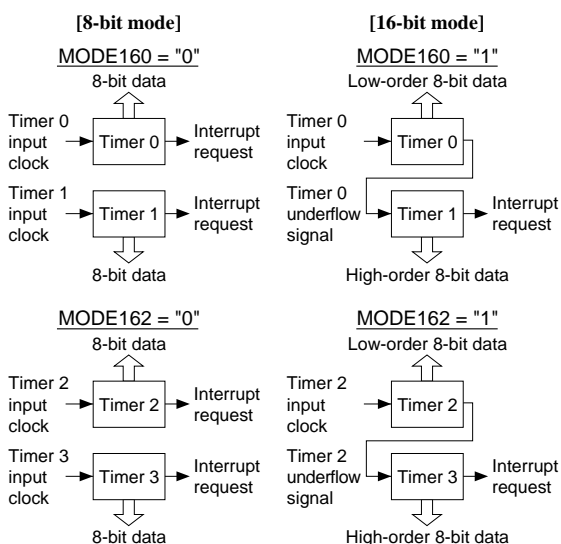 [8-bit mode]
[16-bit mode]
MODE160 = "0"
8-bit data
Timer 0
input
clock
Timer 0
Interrupt
request
Timer 1
input
clock
Timer 1
Interrupt
request
8-bit data
MODE160 = "1"
Low-order 8-bit data
Timer 0
input
clock
Timer 0
Timer 0
underflow
signal
Timer 1
Interrupt
request
High-order 8-bit data
MODE162 = "0"
8-bit data
Timer 2
input
clock
Timer 2
Interrupt
request
Timer 3
input
clock
Timer 3
Interrupt
request
8-bit data
MODE162 = "1"
Low-order 8-bit data
Timer 2
input
clock
Timer 2
Timer 2
underflow
signal
Timer 3
Interrupt
request
High-order 8-bit data